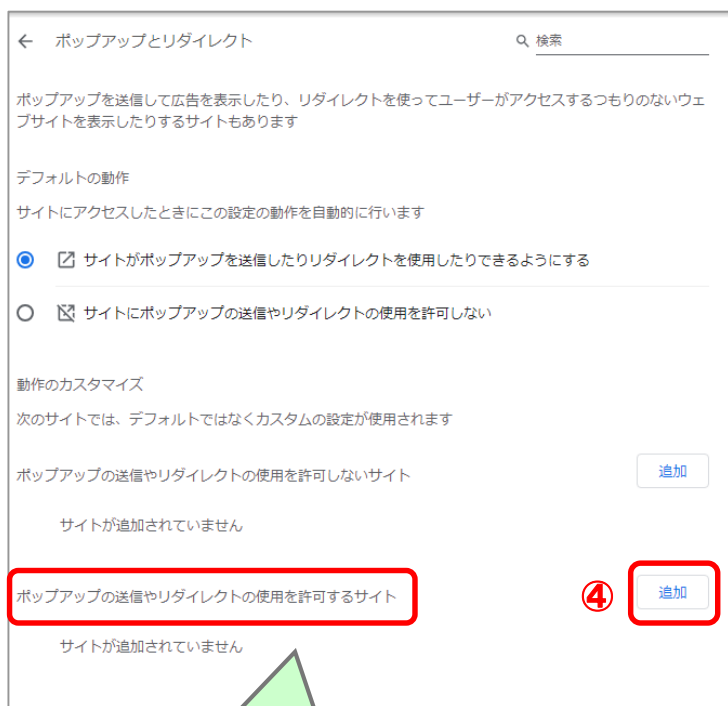 ポップアップとリダイレクト
検索
ポップアップを送信して広告を表示したり、リダイレクトを使ってユーザーがアクセスするつもりのないウェ
ブサイトを表示したりするサイトもあります
デフォルトの動作
サイトにアクセスしたときにこの設定の動作を自動的に行います
サイトがポップアップを送信したりリダイレクトを使用したりできるようにする
サイトにポップアップの送信やリダイレクトの使用を許可しない
動作のカスタマイズ
次のサイトでは、デフォルトではなくカスタムの設定が使用されます
ポップアップの送信やリダイレクトの使用を許可しないサイト
追加
サイトが追加されていません
ポップアップの送信やリダイレクトの使用を許可するサイト
④
追加
サイトが追加されていません